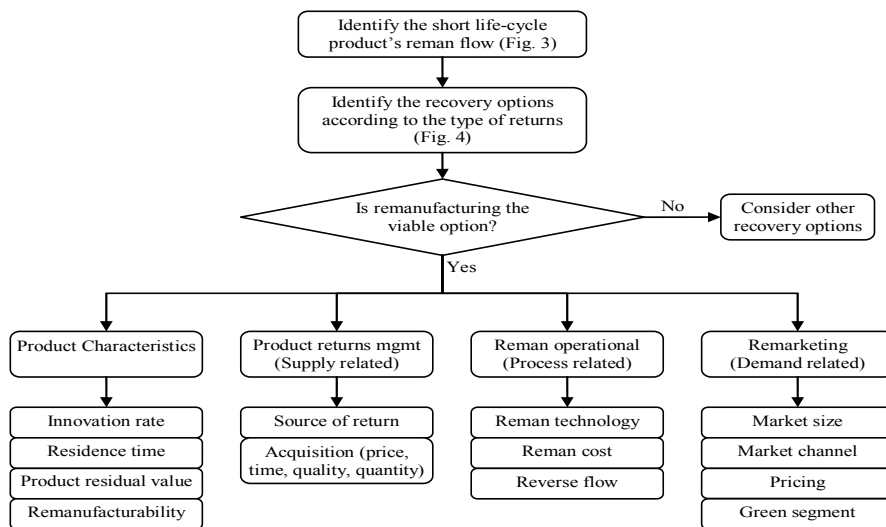 Identify the short life-cycle
product's reman flow (Fig. 3)
Identify the recovery options
according to the type of returns
(Fig. 4)
Is remanufacturing the
viable option?
No
Consider other
recovery options
Yes
Product Characteristics
Product returns mgmt
(Supply related)
Reman operational
(Process related)
Remarketing
(Demand related)
Innovation rate
Residence time
Product residual value
Remanufacturability
Source of return
Acquisition (price,
time, quality, quantity)
Reman technology
Reman cost
Reverse flow
Market size
Market channel
Pricing
Green segment